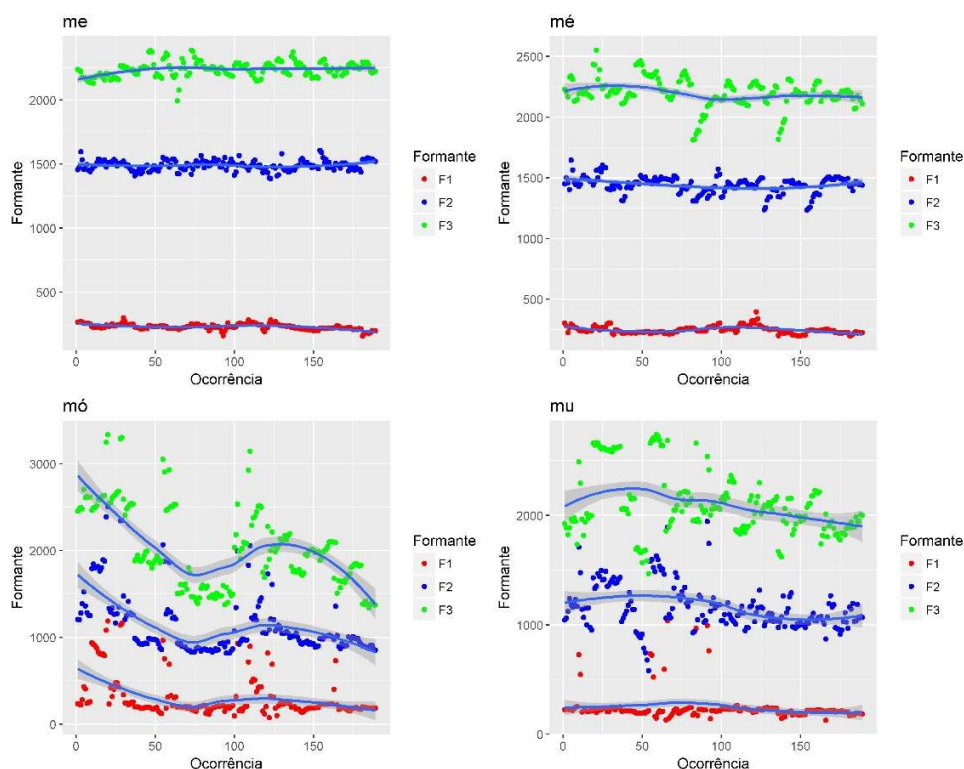 me
2000
1500
1000
500
0
50
100
150
Formante
Ocorrência
Formante
F1
F2
F3
mé
2500
2000
1500
1000
500
0
50
100
150
Formante
Ocorrência
Formante
F1
F2
F3
mó
3000
2000
1000
0
0
50
100
150
Formante
Ocorrência
Formante
F1
F2
F3
mu
2000
1000
0
0
50
100
150
Formante
Ocorrência
Formante
F1
F2
F3